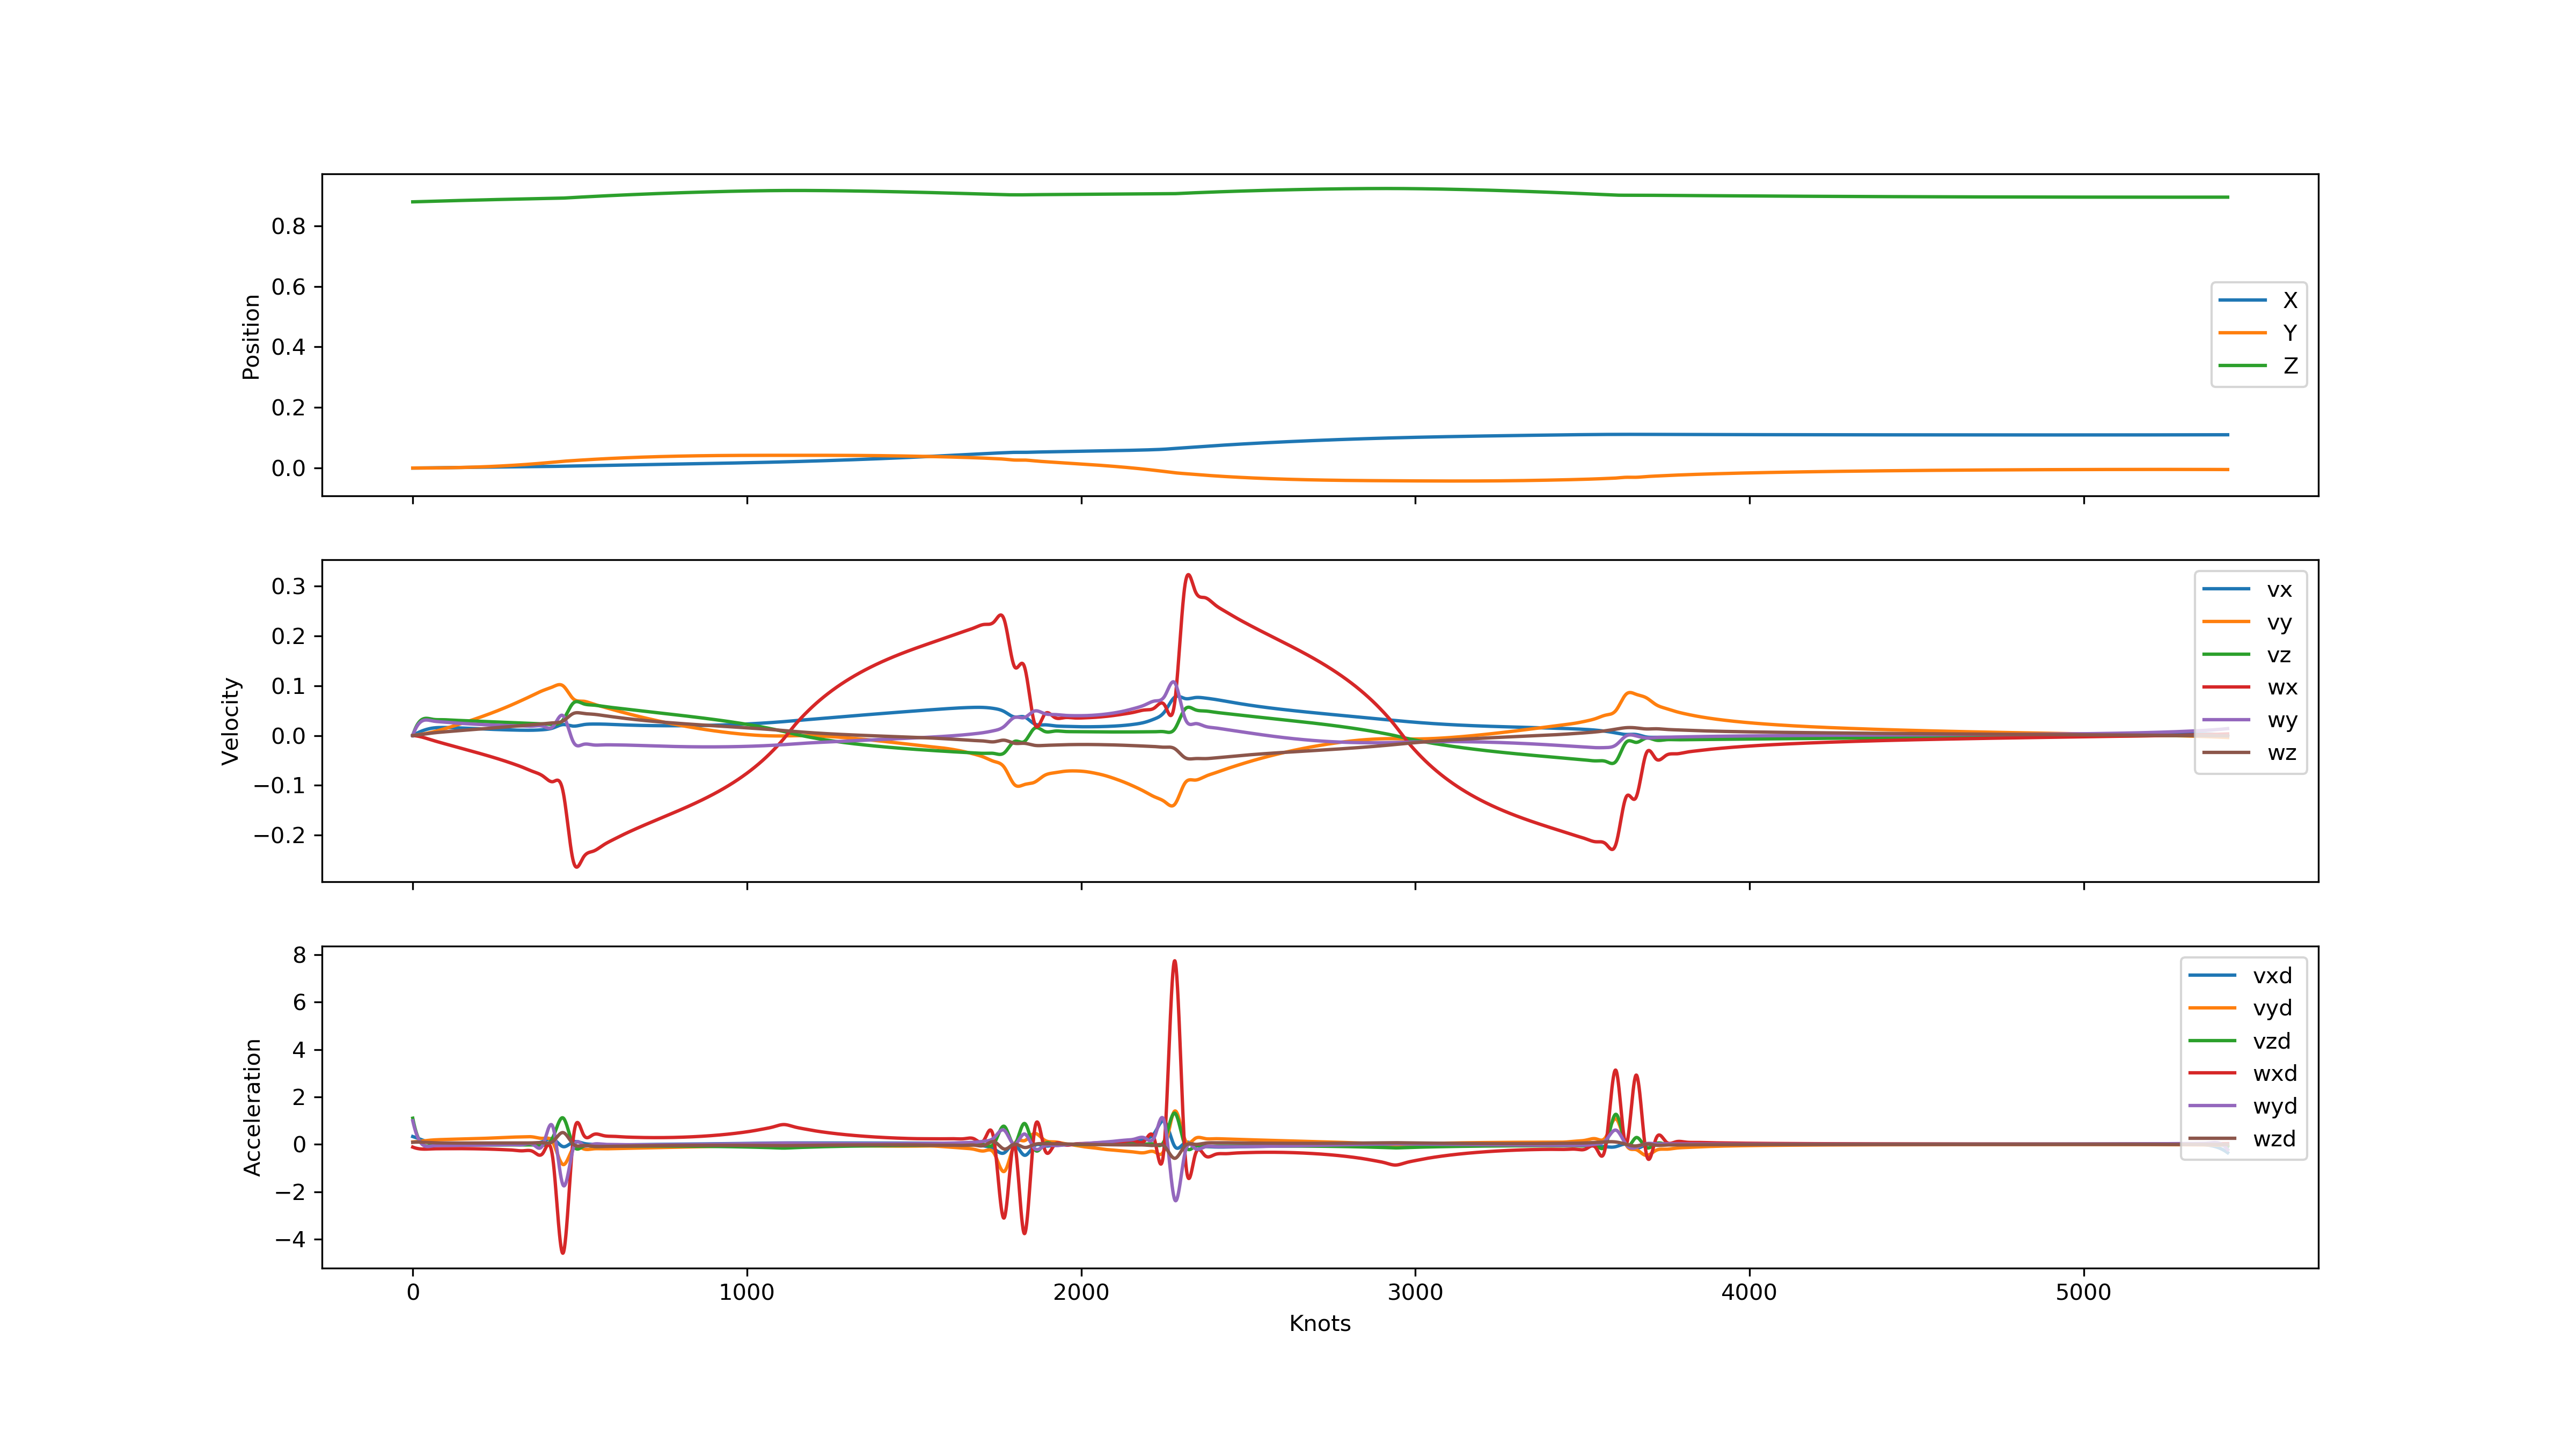 0.8
0.6
0.4
0.2
0.0
Position
X
Y
Z
0.3
0.2
0.1
0.0
−0.1
−0.2
Velocity
vx
vy
vz
wx
wy
wz
8
6
4
2
0
−2
−4
Acceleration
vxd
vyd
vzd
wxd
wyd
wzd
0 1000 2000 3000 4000 5000
Knots